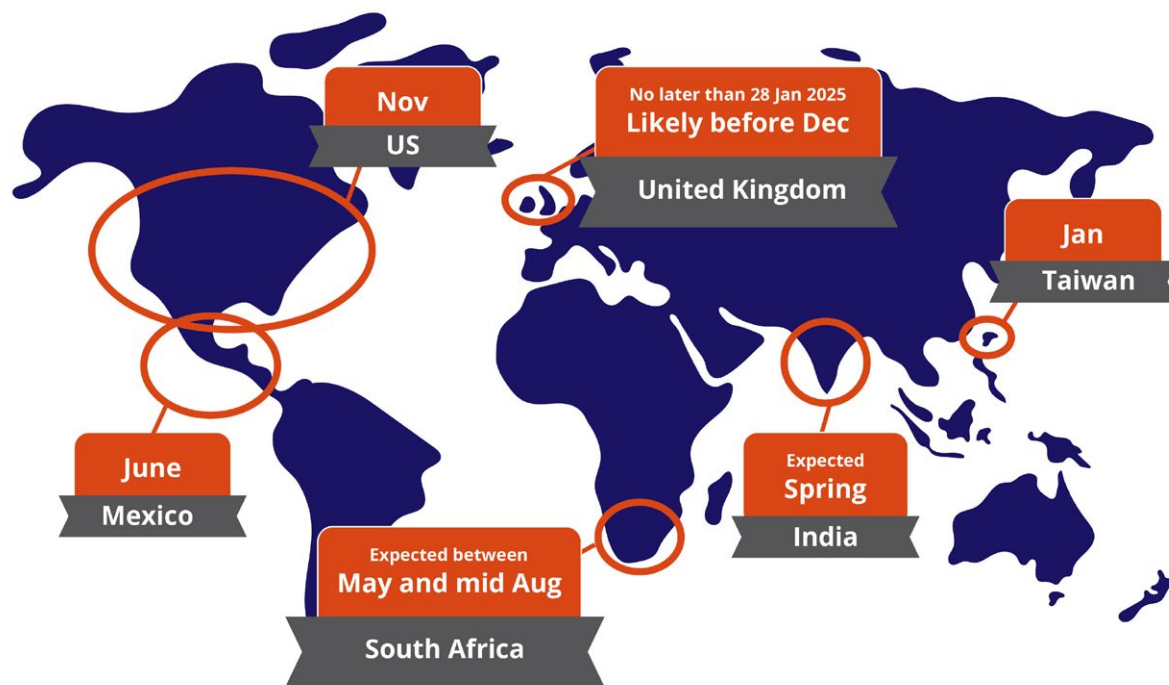 Nov
US
No later than 28 Jan 2025
Likely before Dec
United Kingdom
Jan
Taiwan
June
Mexico
Expected
Spring
India
Expected between
May and mid Aug
South Africa